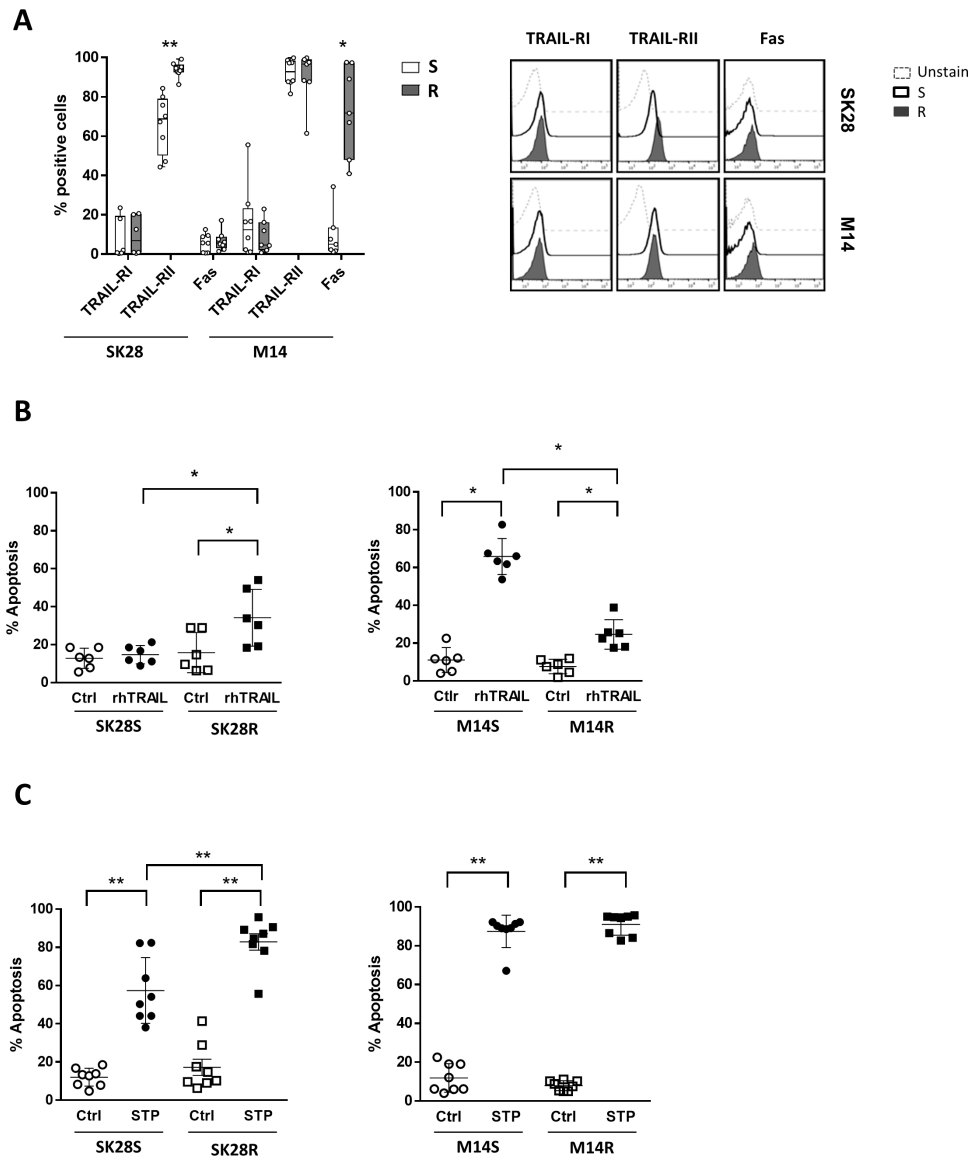 A
TRAIL-RI TRAIL-RII Fas
** *
S
R
% positive cells
100
80
60
40
20
0
TRAIL-RI TRAIL-RII Fas TRAIL-RI TRAIL-RII Fas
SK28 M14
Unstain
S
R
SK28
M14
B
*
*
% Apoptosis
100
80
60
40
20
0
Ctrl rhTRAIL Ctrl rhTRAIL
SK28S SK28R
*
* *
% Apoptosis
100
80
60
40
20
0
Ctlr rhTRAIL Ctrl rhTRAIL
M14S M14R
C
**
** **
% Apoptosis
100
80
60
40
20
0
Ctrl STP Ctrl STP
SK28S SK28R
** **
% Apoptosis
100
80
60
40
20
0
Ctrl STP Ctrl STP
M14S M14R